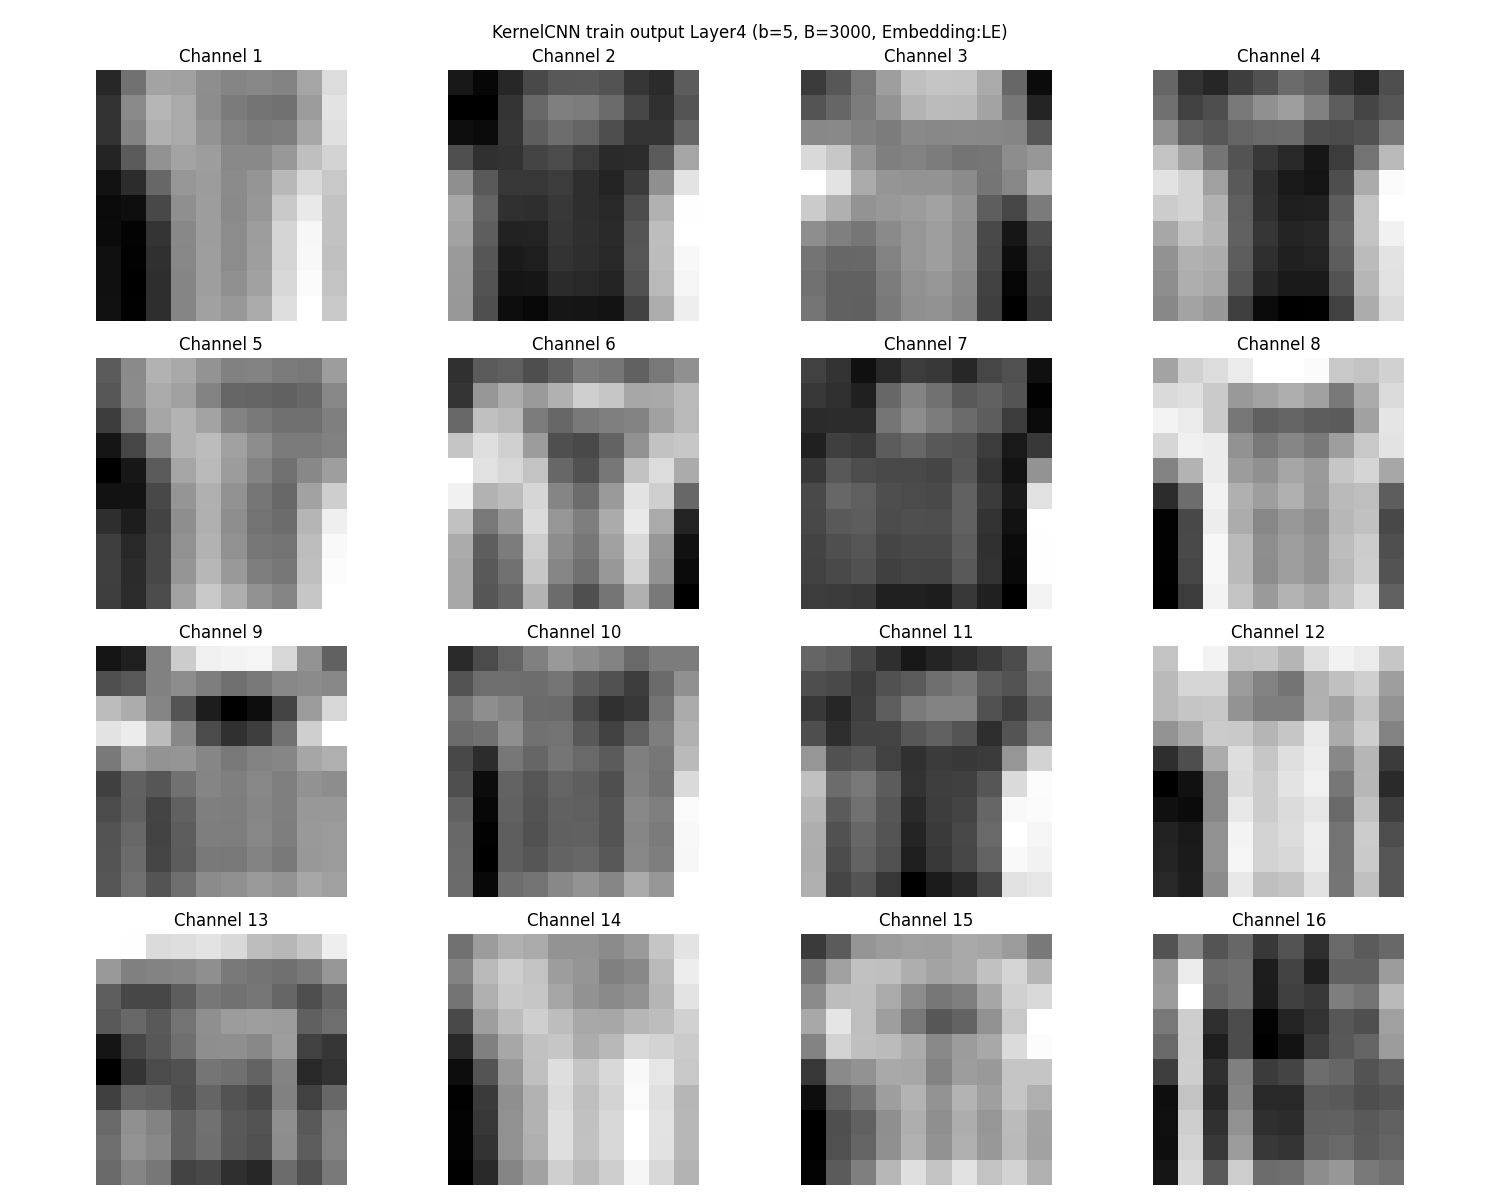 KernelCNN train output Layer4 (b=5, B=3000, Embedding:LE)
Channel 1
Channel 2
Channel 3
Channel 4
Channel 5
Channel 6
Channel 7
Channel 8
Channel 9
Channel 10
Channel 11
Channel 12
Channel 13
Channel 14
Channel 15
Channel 16